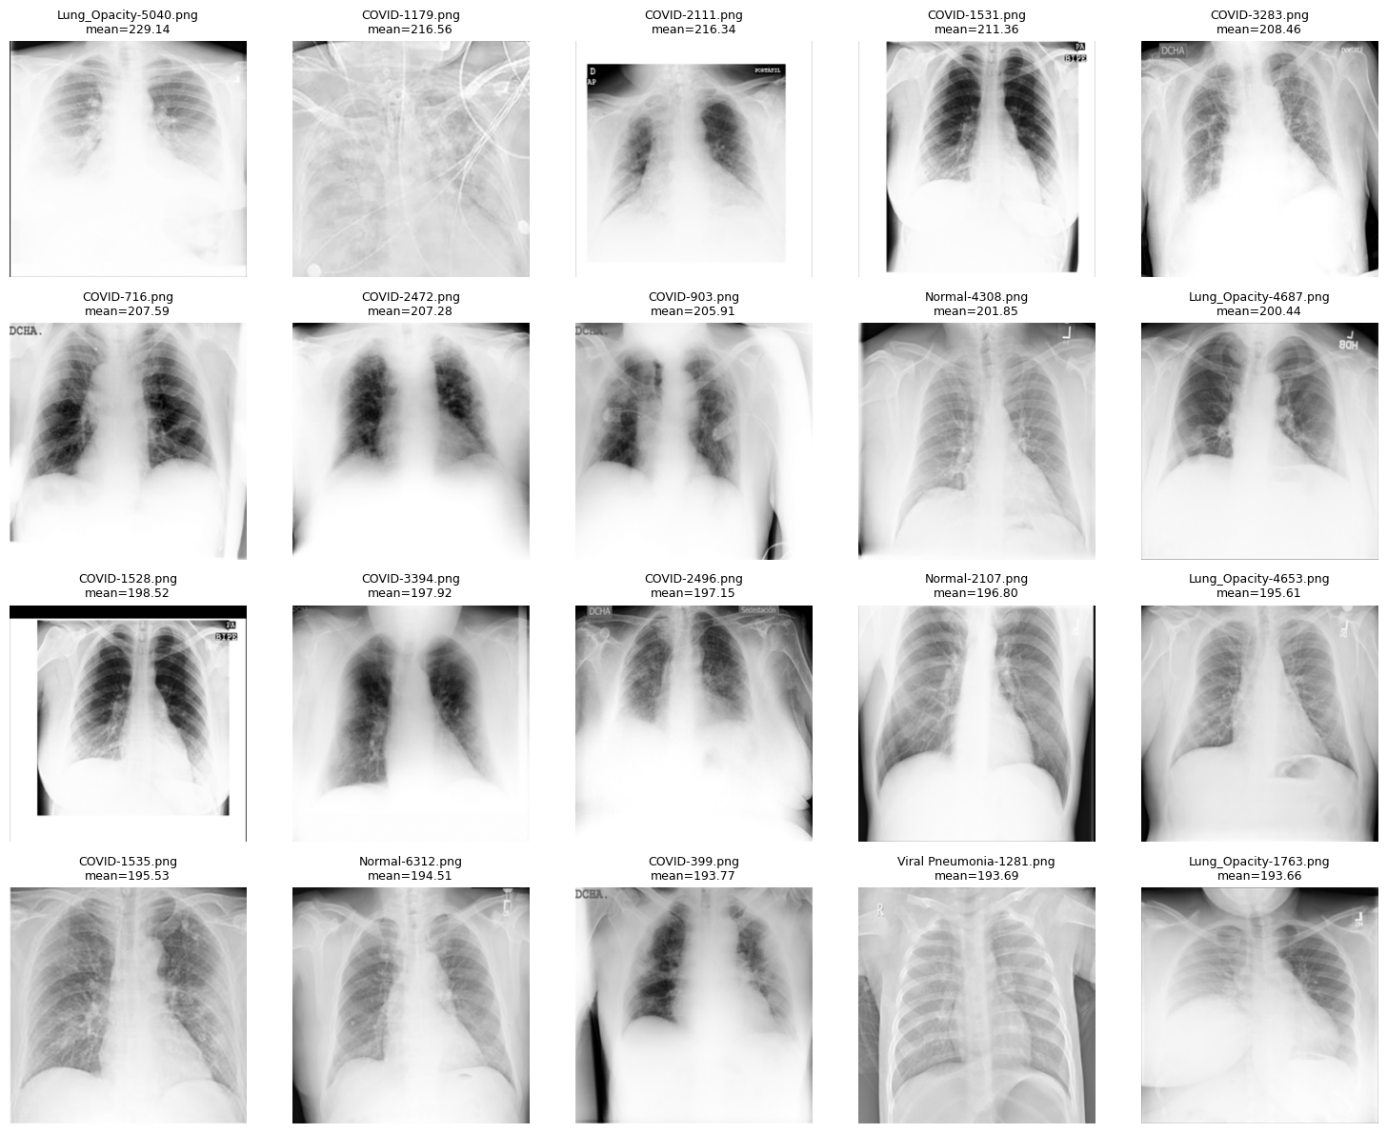 Lung_Opacity-5040.png
mean=229.14
COVID-1179.png
mean=216.56
COVID-2111.png
mean=216.34
COVID-1531.png
mean=211.36
COVID-3283.png
mean=208.46
D
AP
PORTÁTIL
PA
BIPE
DCHA
COVID-716.png
mean=207.59
COVID-2472.png
mean=207.28
COVID-903.png
mean=205.91
Normal-4308.png
mean=201.85
Lung_Opacity-4687.png
mean=200.44
DCHA.
DCHA.
L
L
HOB
COVID-1528.png
mean=198.52
COVID-3394.png
mean=197.92
COVID-2496.png
mean=197.15
Normal-2107.png
mean=196.80
Lung_Opacity-4653.png
mean=195.61
PA
BIPE
DCHA
COVID-1535.png
mean=195.53
Normal-6312.png
mean=194.51
COVID-399.png
mean=193.77
Viral Pneumonia-1281.png
mean=193.69
Lung_Opacity-1763.png
mean=193.66
DCHA.
R
L